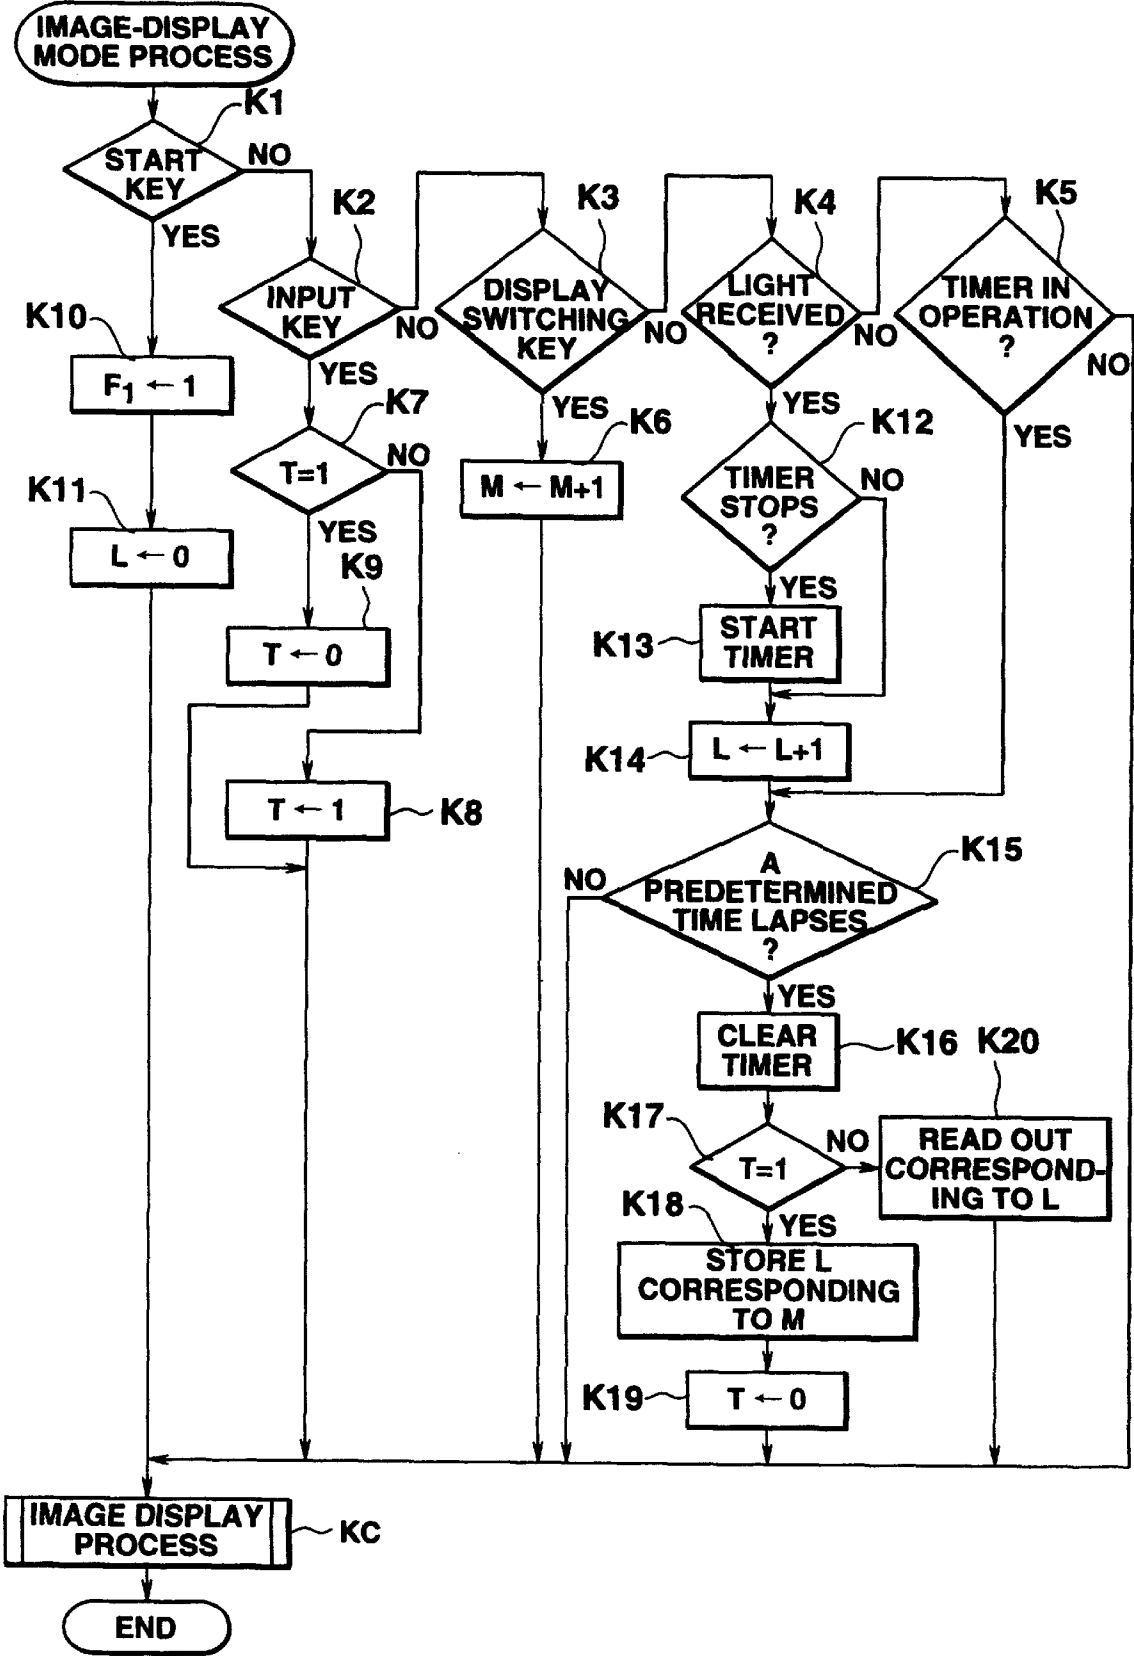 IMAGE-DISPLAY
MODE PROCESS
K1
START
KEY
NO
YES
K2
INPUT
KEY
NO
YES
K3
DISPLAY
SWITCHING
KEY
NO
YES
K4
LIGHT
RECEIVED
?
NO
YES
K5
TIMER IN
OPERATION
?
NO
YES
K10
F1 ← 1
K11
L ← 0
K7
T=1
NO
YES
K9
T ← 0
T ← 1
K8
K6
M ← M+1
K12
TIMER
STOPS
?
NO
YES
K13
START
TIMER
K14
L ← L+1
K15
A
PREDETERMINED
TIME LAPSES
?
NO
YES
CLEAR
TIMER
K16
K17
T=1
NO
YES
K20
READ OUT
CORRESPOND-
ING TO L
K18
STORE L
CORRESPONDING
TO M
K19
T ← 0
IMAGE DISPLAY
PROCESS
KC
END